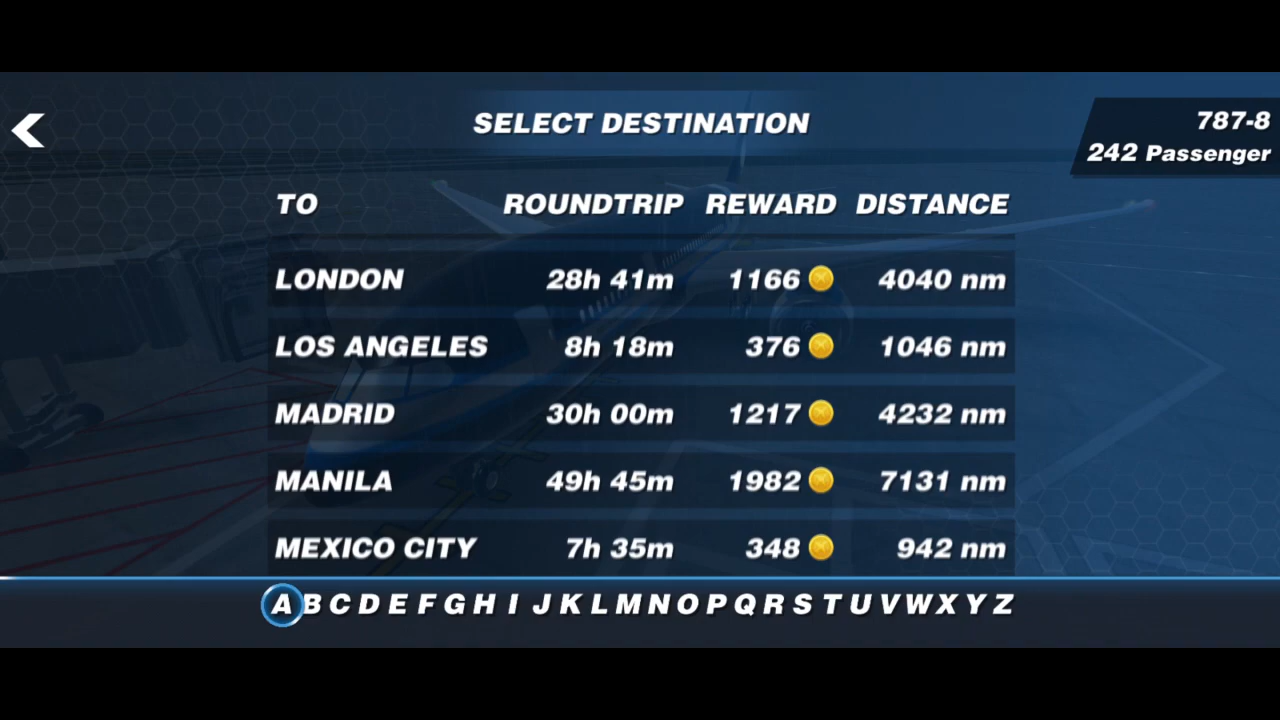 SELECT DESTINATION
787-8
242 Passenger
TO ROUNDTRIP REWARD DISTANCE
LONDON 28h 41m 1166 4040 nm
LOS ANGELES 8h 18m 376 1046 nm
MADRID 30h 00m 1217 4232 nm
MANILA 49h 45m 1982 7131 nm
MEXICO CITY 7h 35m 348 942 nm
A B C D E F G H I J K L M N O P Q R S T U V W X Y Z